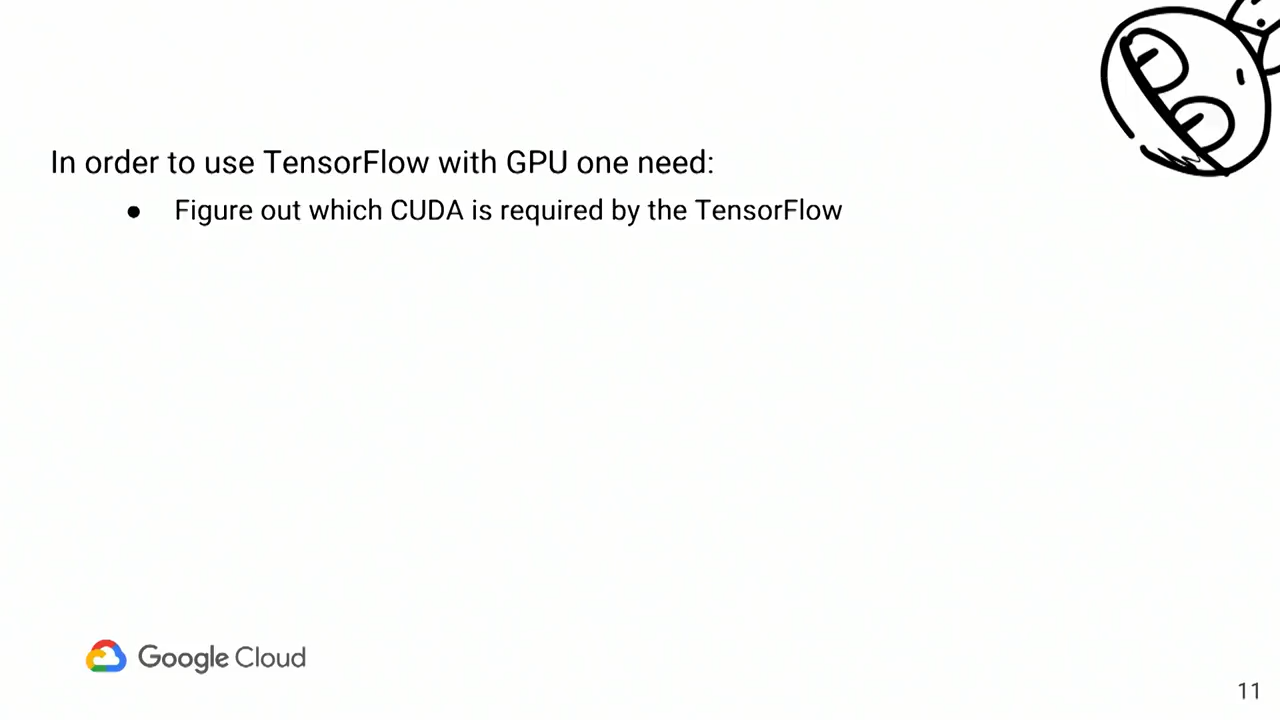 In order to use TensorFlow with GPU one need:
● Figure out which CUDA is required by the TensorFlow
Google Cloud
11